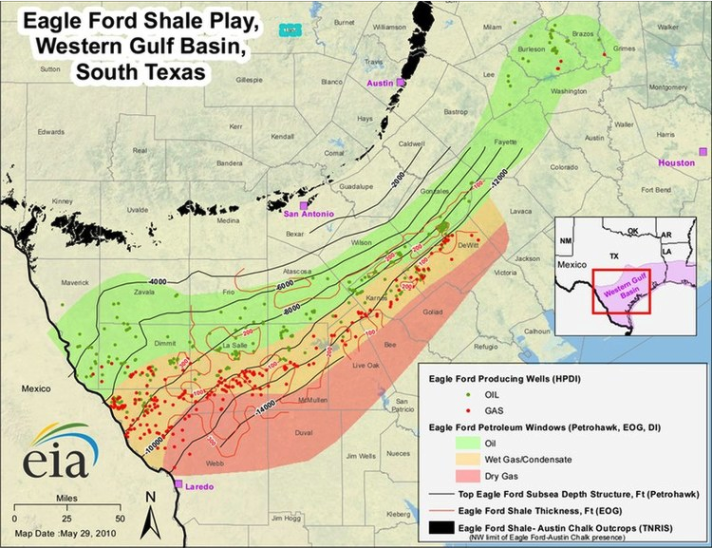 Eagle Ford Shale Play,
Western Gulf Basin,
South Texas
Burnet
Williamson
Milam
Brazos
Walker
Burleson
Grimes
Sutton
Gillespie
Travis
Blanco
Austin
Lee
Washington
Montgomery
Hays
Bastrop
Edwards
Kerr
Kendall
Real
Comal
Caldwell
Fayette
Austin
Waller
Harris
Houston
Bandera
Colorado
Guadalupe
-2000
Gonzales
100
-12000
Fort Bend
Kinney
Uvalde
Medina
San Antonio
Bexar
Wilson
Lavaca
200
DeWitt
Jackson
Victoria
Atascosa
-4000
-6000
Maverick
Zavala
Frio
-8000
Karnes
Goliad
Calhoun
Dimmit
La Salle
200
100
Bee
Refugio
Live Oak
McMullen
-14000
San
Patricio
Mexico
-10000
Webb
Duval
Jim Wells
Nueces
Laredo
Jim Hogg
Kleberg
NM
OK
AR
TX
LA
Mexico
Western Gulf
Basin
eia
Miles
0 25 50
N
Map Date :May 29, 2010
Eagle Ford Producing Wells (HPDI)
OIL
GAS
Eagle Ford Petroleum Windows (Petrohawk, EOG, DI)
Oil
Wet Gas/Condensate
Dry Gas
Top Eagle Ford Subsea Depth Structure, Ft (Petrohawk)
Eagle Ford Shale Thickness, Ft (EOG)
Eagle Ford Shale- Austin Chalk Outcrops (TNRIS)
(NW limit of Eagle Ford-Austin Chalk presence)